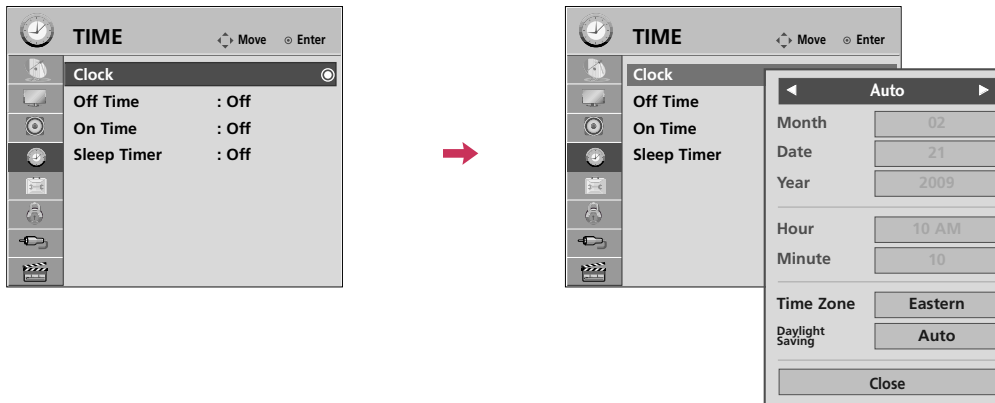 TIME Move Enter
Clock
Off Time : Off
On Time : Off
Sleep Timer : Off
TIME Move Enter
Clock
Off Time
On Time
Sleep Timer
Auto
Month 02
Date 21
Year 2009
Hour 10 AM
Minute 10
Time Zone Eastern
Daylight
Saving Auto
Close